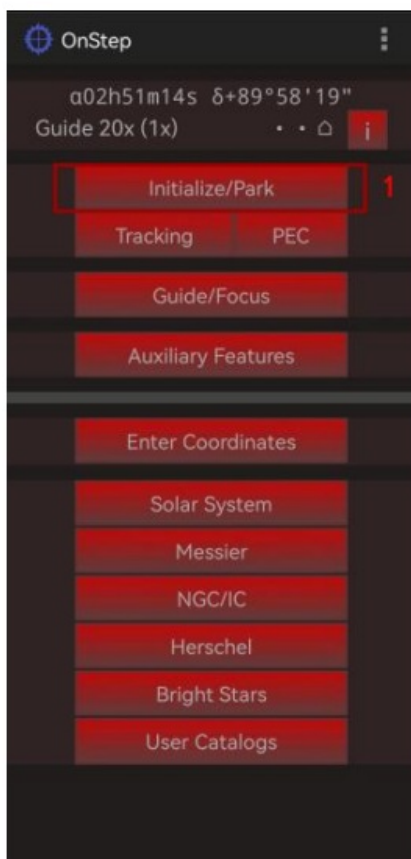 OnStep
α02h51m14s δ+89°58'19"
Guide 20x (1x)
i
Initialize/Park
1
Tracking
PEC
Guide/Focus
Auxiliary Features
Enter Coordinates
Solar System
Messier
NGC/IC
Herschel
Bright Stars
User Catalogs